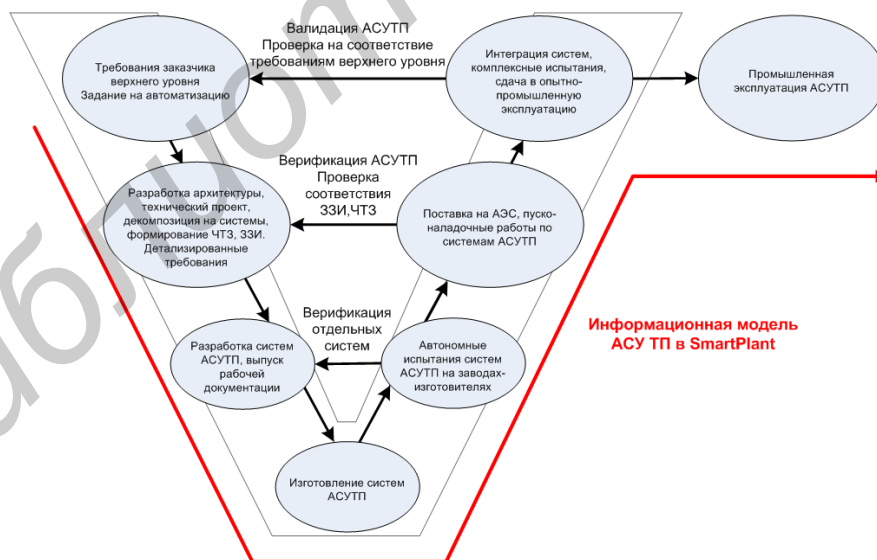 Валидация АСУТП
Проверка на соответствие
требованиям верхнего уровня
Требования заказчика
верхнего уровня
Задание на автоматизацию
Интеграция систем,
комплексные испытания,
сдача в опытно-
промышленную
эксплуатацию
Промышленная
эксплуатация АСУТП
Верификация АСУТП
Проверка
соответствия
ЗЗИ,ЧТЗ
Разработка архитектуры,
технический проект,
декомпозиция на системы,
формирование ЧТЗ, ЗЗИ.
Детализированные
требования
Поставка на АЭС, пуско-
наладочные работы по
системам АСУТП
Верификация
отдельных
систем
Разработка систем
АСУТП, выпуск
рабочей
документации
Автономные
испытания систем
АСУТП на заводах-
изготовителях
Информационная модель
АСУ ТП в SmartPlant
Изготовление систем
АСУТП